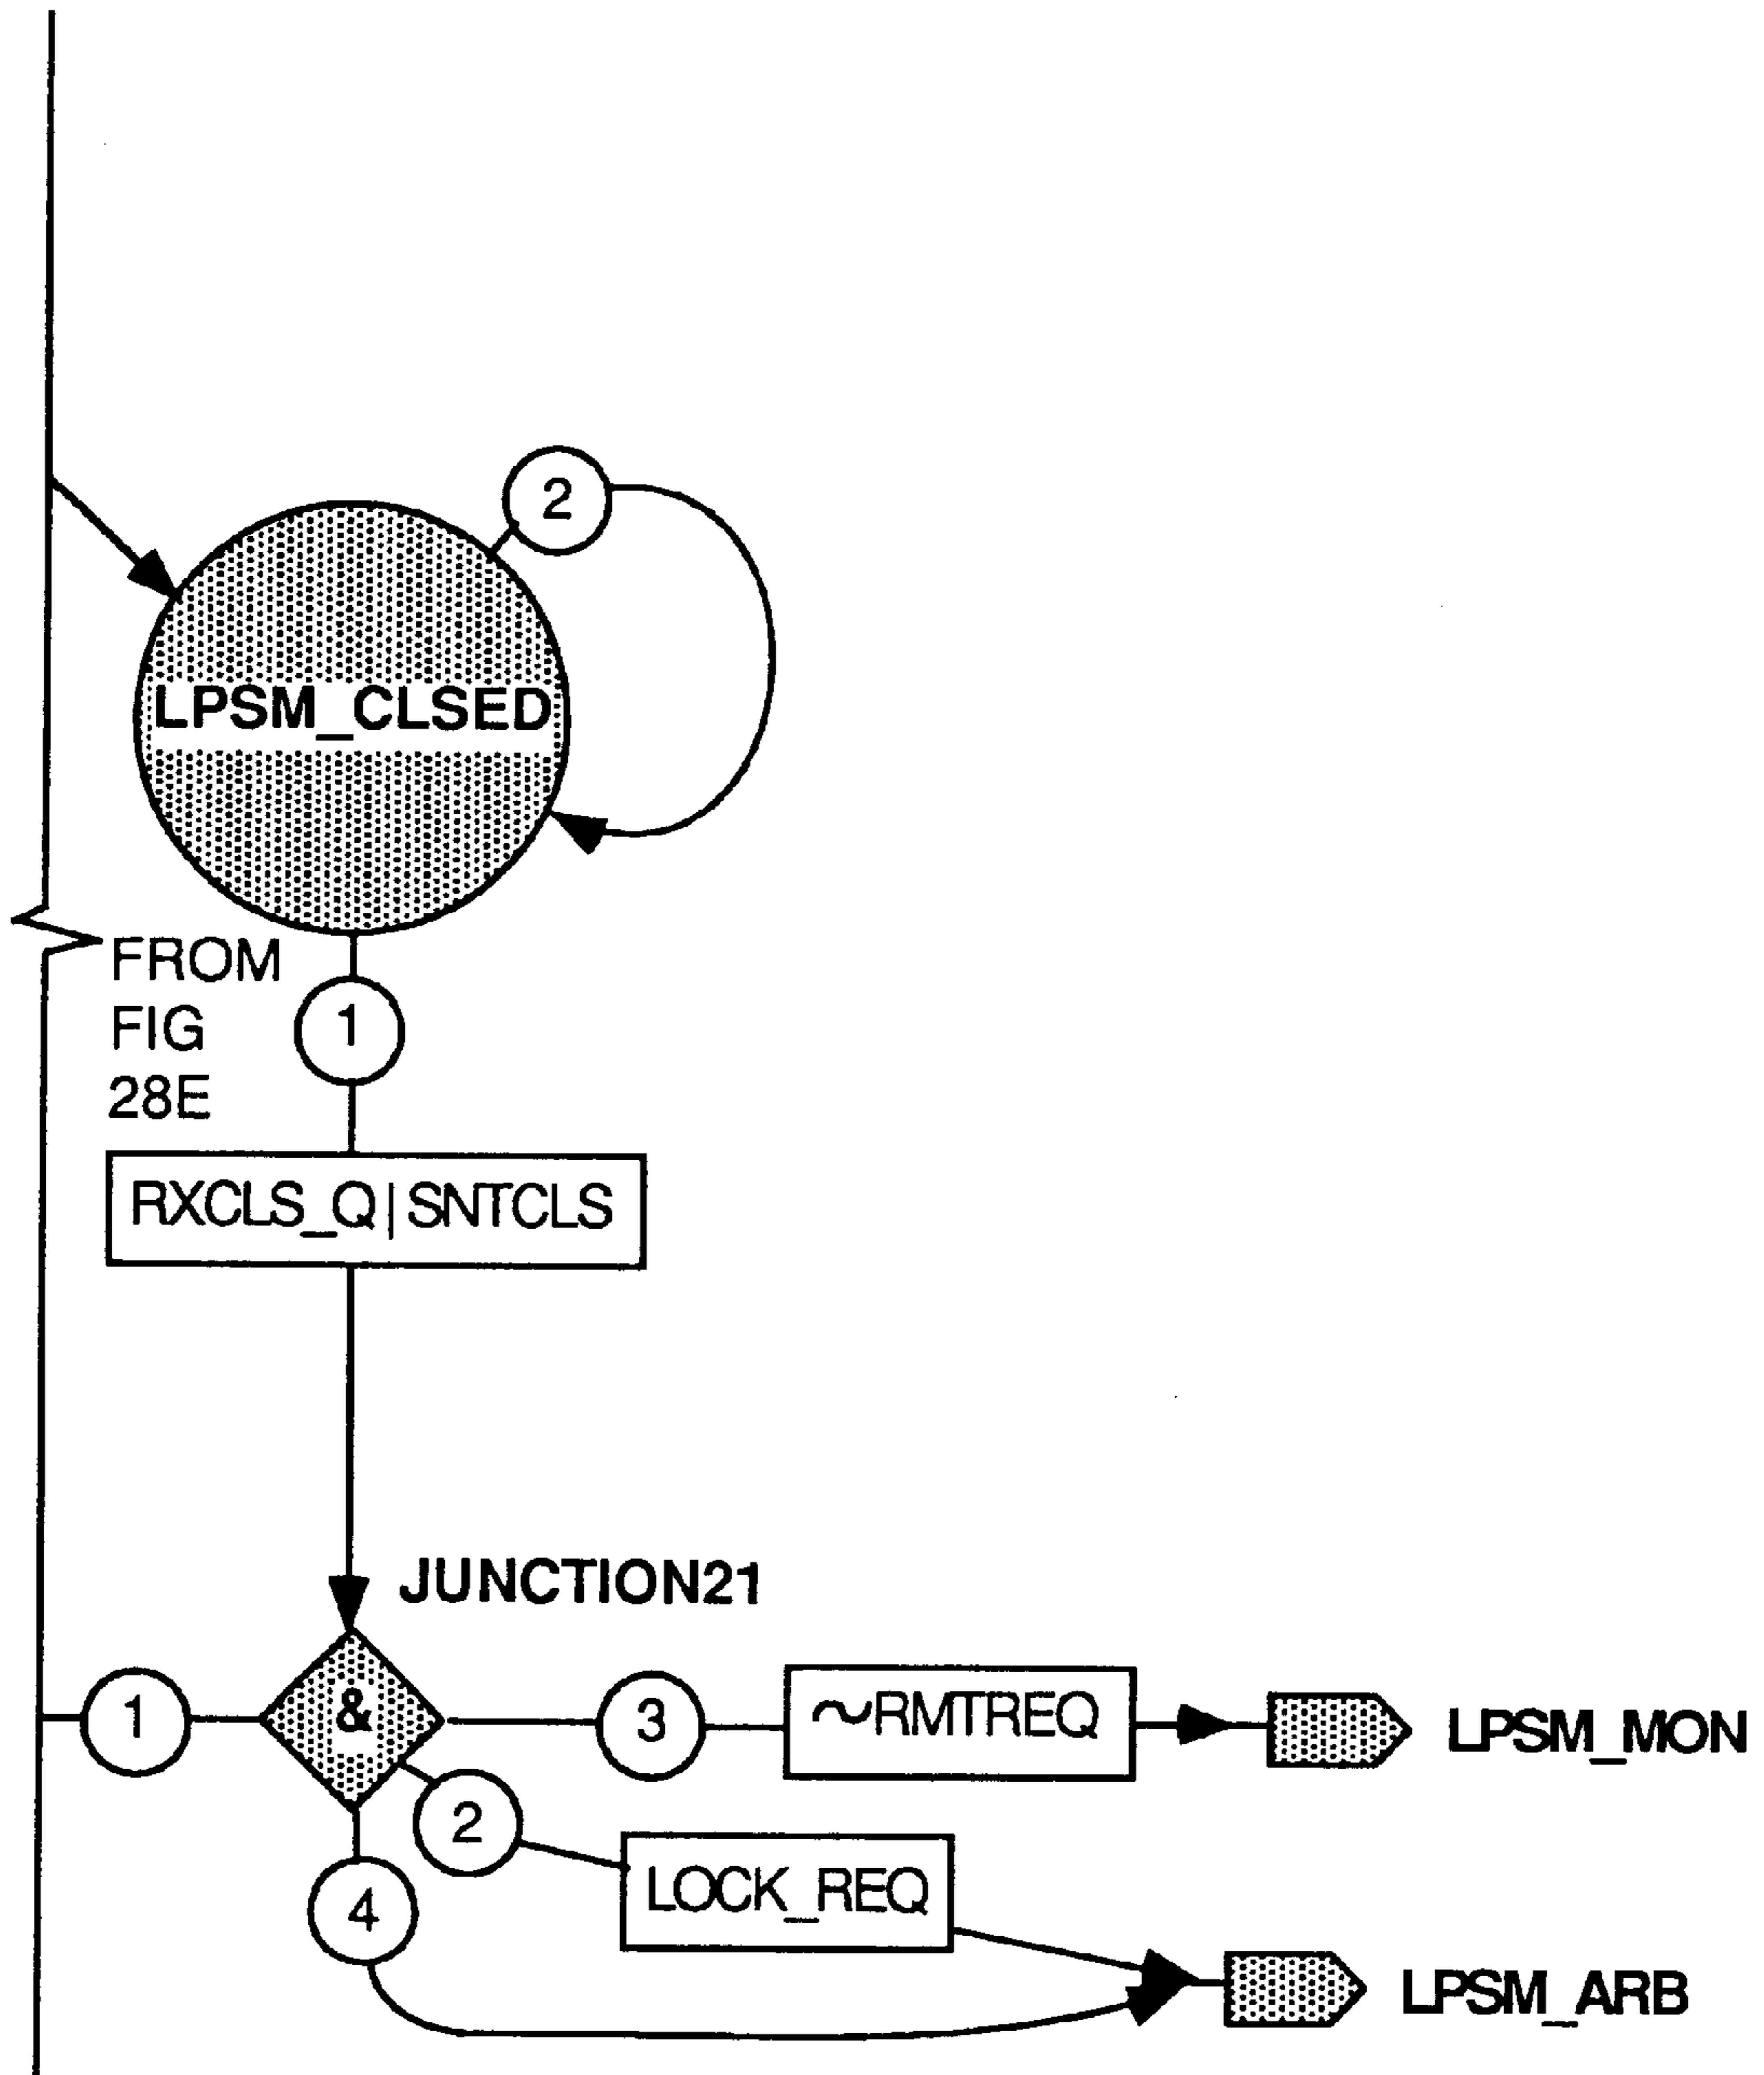 2
LPSM_CLSED
FROM
FIG
28E
1
RXCLS_Q|SNTCLS
JUNCTION21
1
&
3
~RMTREQ
LPSM_MON
2
LOCK_REQ
4
LPSM_ARB